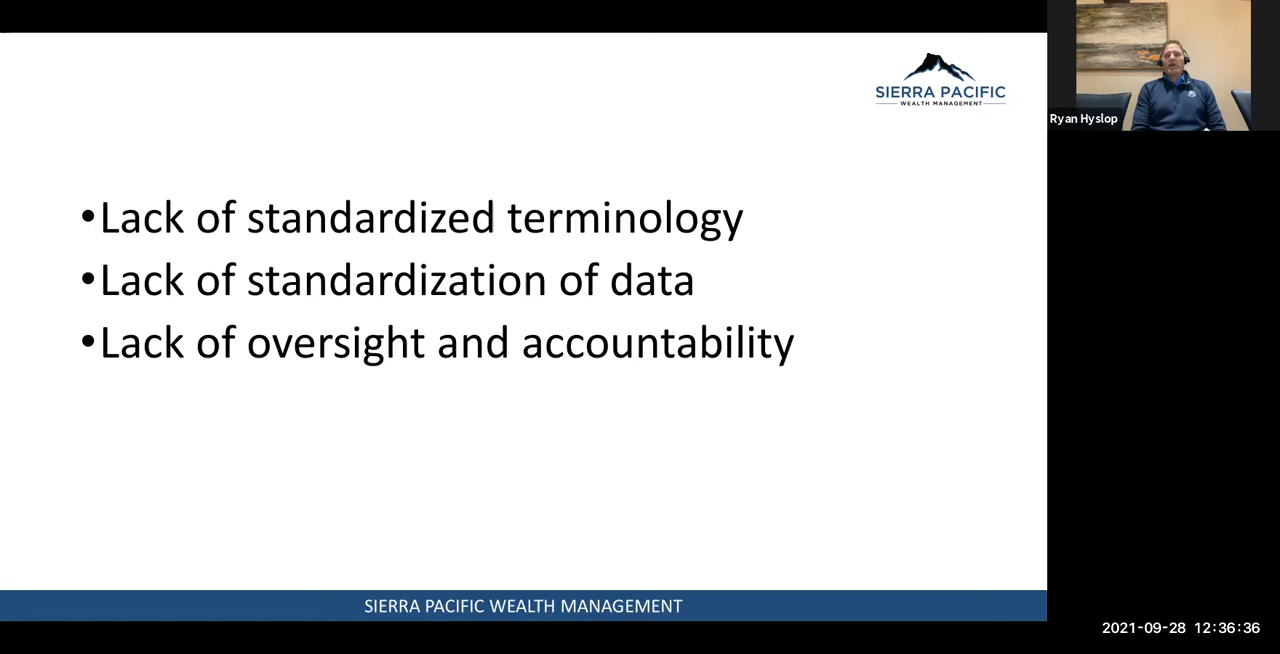 SIERRA PACIFIC
WEALTH MANAGEMENT
Ryan Hyslop
•Lack of standardized terminology
•Lack of standardization of data
•Lack of oversight and accountability
SIERRA PACIFIC WEALTH MANAGEMENT
2021-09-28 12:36:36